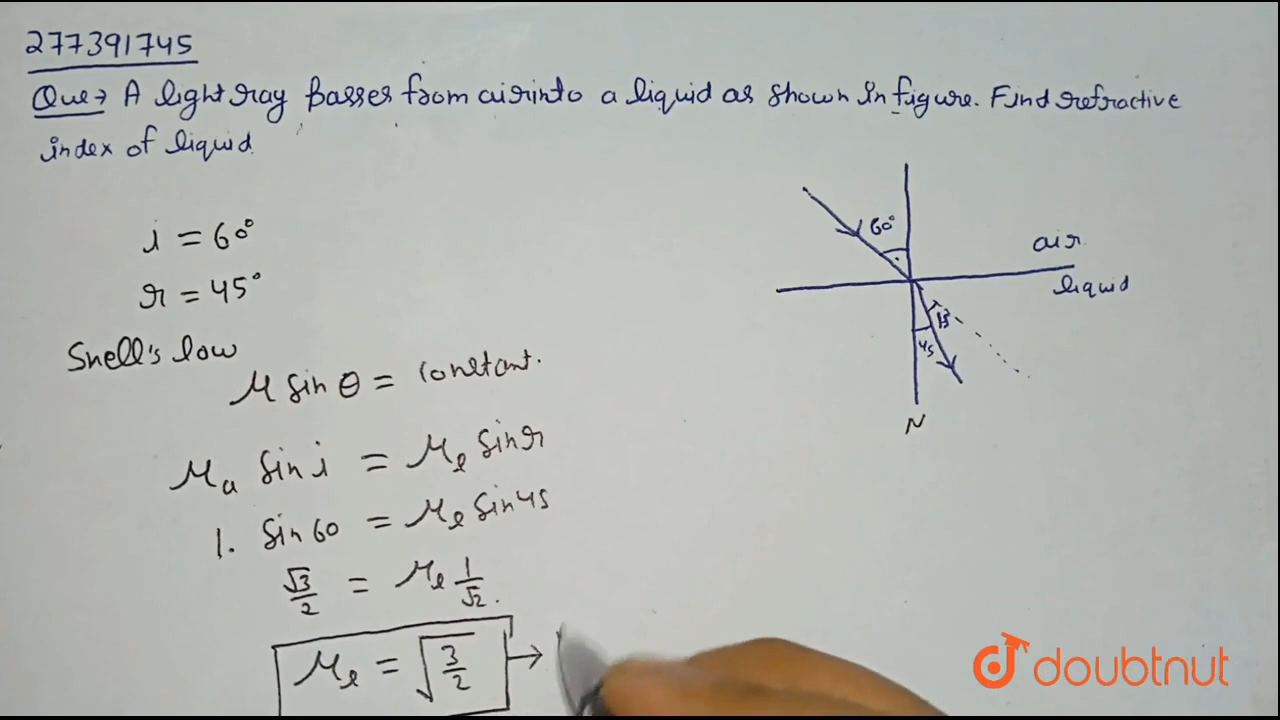 277391745
Que→ A light ray Passes from air into a liquid as shown in figure. Find refractive
index of liquid.
i = 60°
r = 45°
Snell's low
μ sin θ = constant.
μa sin i = μl sin r
1. sin 60 = μl sin 45
√3/2 = μl 1/√2.
μl = √(3/2) →
60°
air
liquid
15
45
N
doubtnut